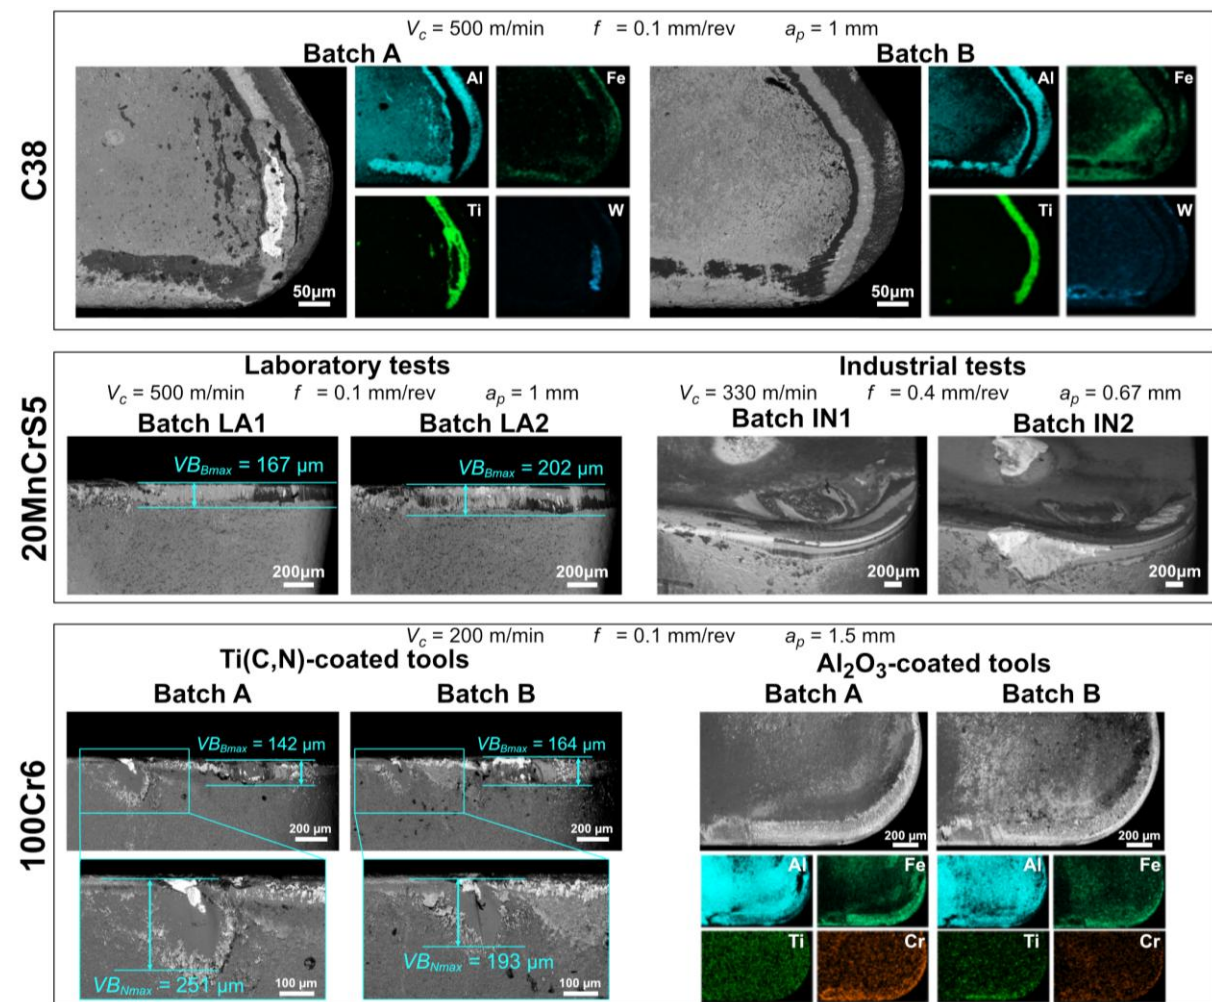 V_c = 500 m/min f = 0.1 mm/rev a_p = 1 mm
Batch A Batch B
C38
Al Fe Al Fe
Ti W Ti W
50µm 50µm
Laboratory tests Industrial tests
V_c = 500 m/min f = 0.1 mm/rev a_p = 1 mm V_c = 330 m/min f = 0.4 mm/rev a_p = 0.67 mm
Batch LA1 Batch LA2 Batch IN1 Batch IN2
20MnCrS5
VB_Bmax = 167 µm VB_Bmax = 202 µm
200µm 200µm 200µm 200µm
V_c = 200 m/min f = 0.1 mm/rev a_p = 1.5 mm
Ti(C,N)-coated tools Al₂O₃-coated tools
Batch A Batch B Batch A Batch B
100Cr6
VB_Bmax = 142 µm VB_Bmax = 164 µm
200 µm 200 µm 200 µm 200 µm
Al Fe Al Fe
Ti Cr Ti Cr
VB_Nmax = 251 µm VB_Nmax = 193 µm
100 µm 100 µm